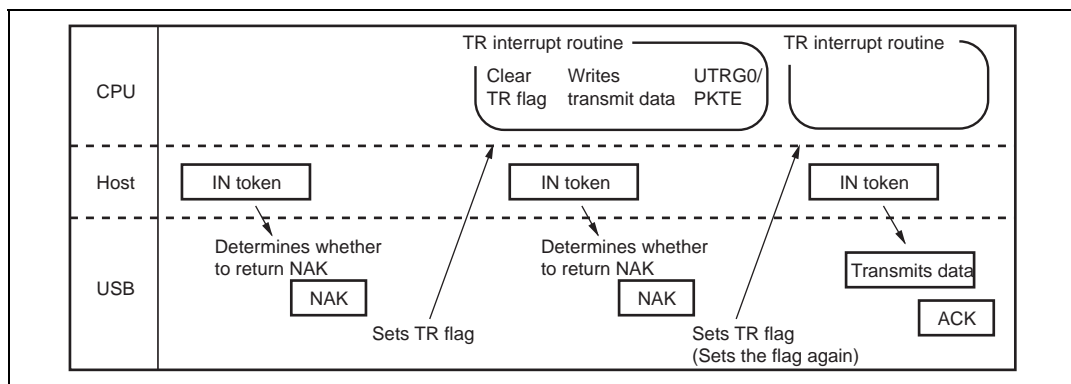 TR interrupt routine
TR interrupt routine
CPU
Clear Writes UTRG0/
TR flag transmit data PKTE
Host
IN token
IN token
IN token
USB
Determines whether
to return NAK
NAK
Sets TR flag
Determines whether
to return NAK
NAK
Sets TR flag
(Sets the flag again)
Transmits data
ACK